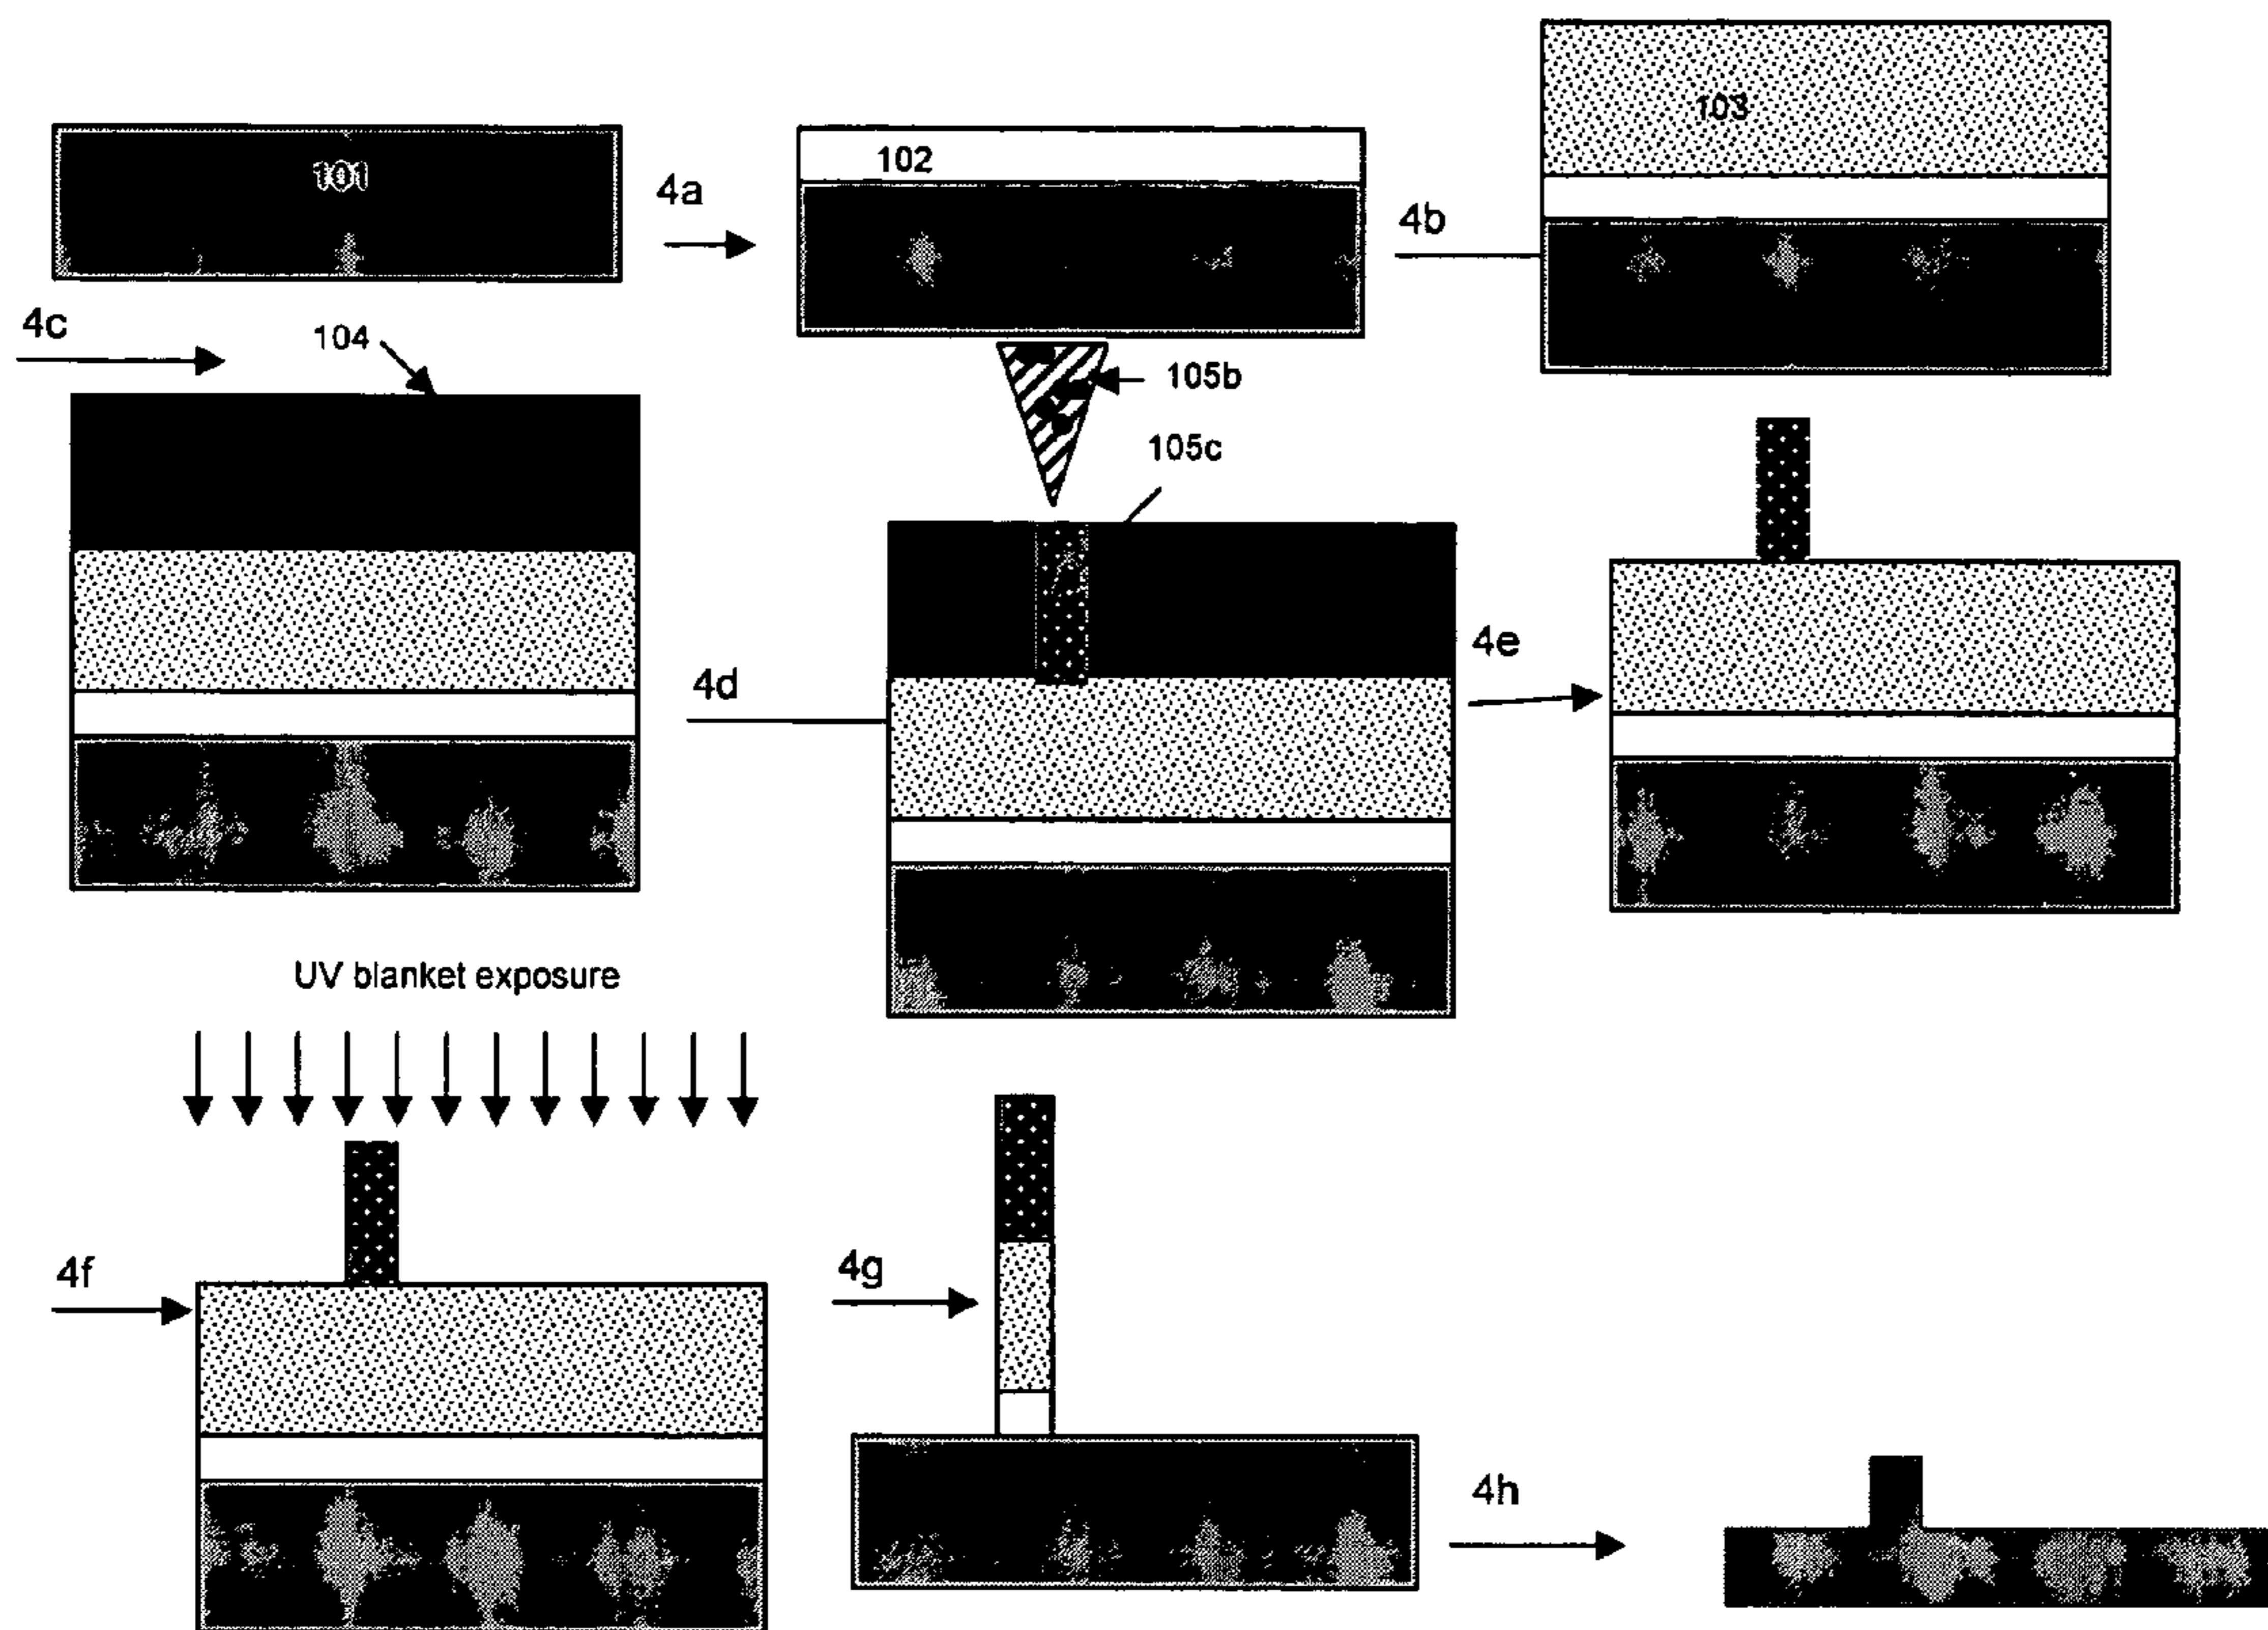 101
4a
102
4b
103
4c
104
105b
105c
4d
4e
UV blanket exposure
4f
4g
4h